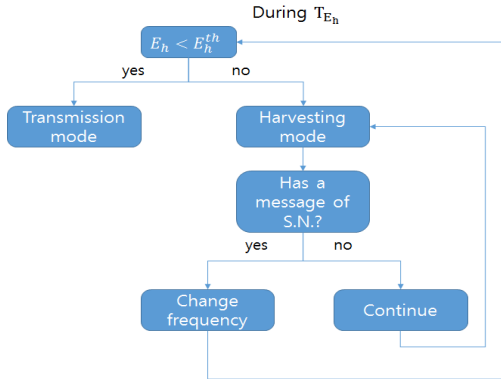 During T_{E_h}
E_h < E_h^{th}
yes
no
Transmission
mode
Harvesting
mode
Has a
message of
S.N.?
yes
no
Change
frequency
Continue